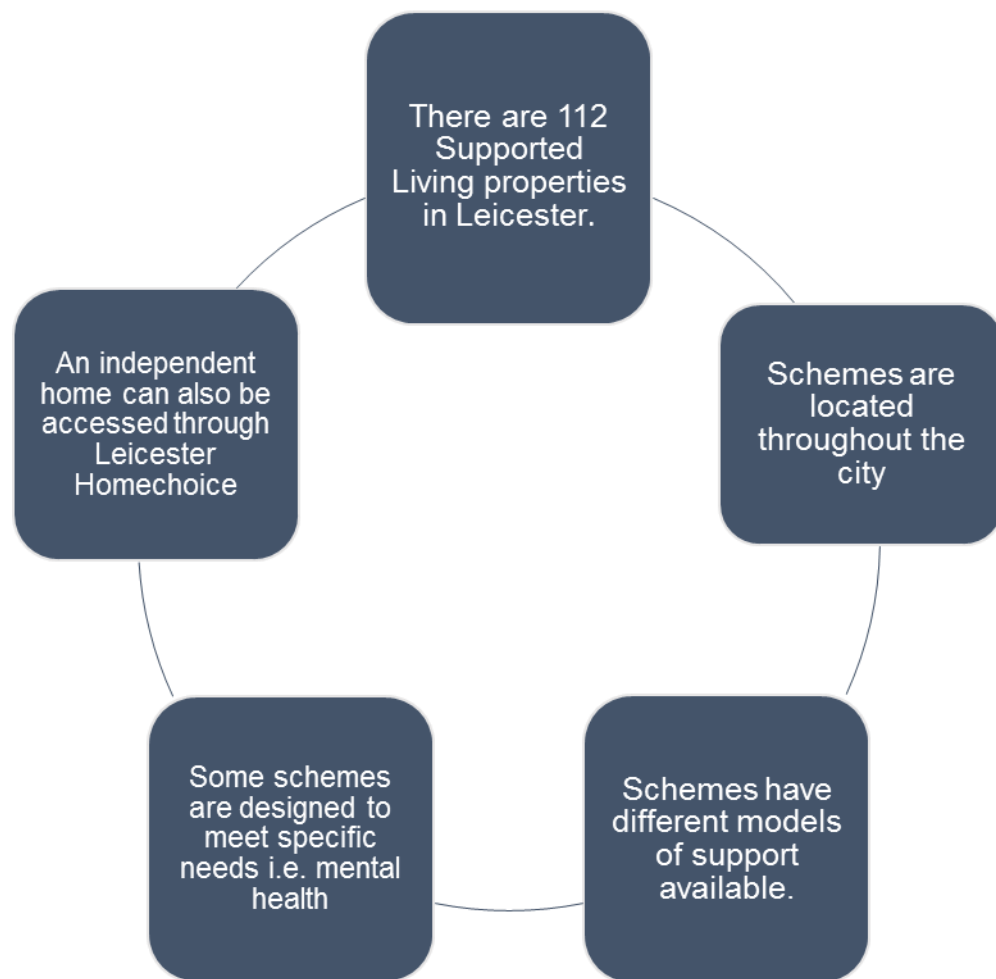 There are 112
Supported
Living properties
in Leicester.
Schemes are
located
throughout the
city
Schemes have
different models
of support
available.
Some schemes
are designed to
meet specific
needs i.e. mental
health
An independent
home can also be
accessed through
Leicester
Homechoice